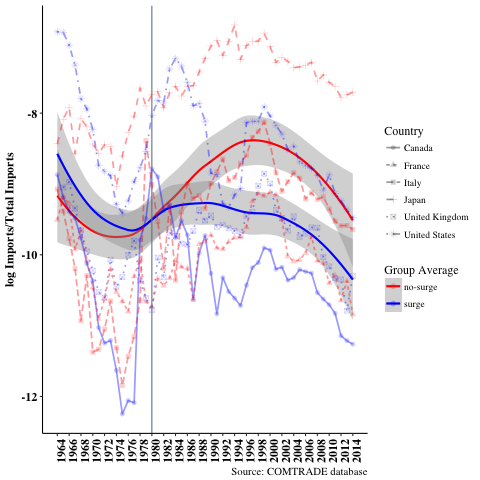 log Imports/Total Imports
-8
-10
-12
1964 1966 1968 1970 1972 1974 1976 1978 1980 1982 1984 1986 1988 1990 1992 1994 1996 1998 2000 2002 2004 2006 2008 2010 2012 2014
Source: COMTRADE database
Country
Canada
France
Italy
Japan
United Kingdom
United States
Group Average
no-surge
surge